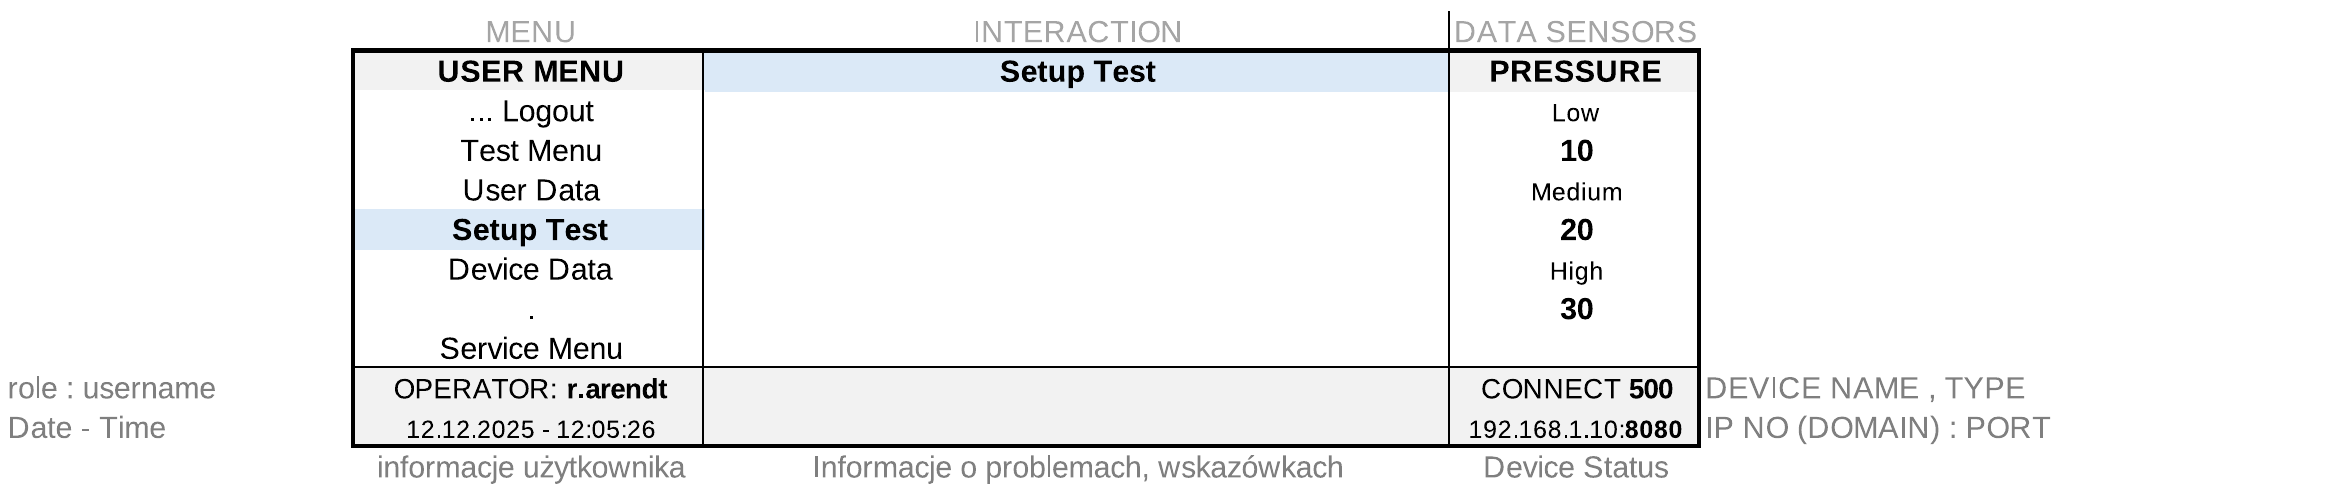 MENU INTERACTION DATA SENSORS
USER MENU Setup Test PRESSURE
... Logout Low
Test Menu 10
User Data Medium
Setup Test 20
Device Data High
. 30
Service Menu
role : username OPERATOR: r.arendt CONNECT 500 DEVICE NAME , TYPE
Date - Time 12.12.2025 - 12:05:26 192.168.1.10:8080 IP NO (DOMAIN) : PORT
informacje użytkownika Informacje o problemach, wskazówkach Device Status